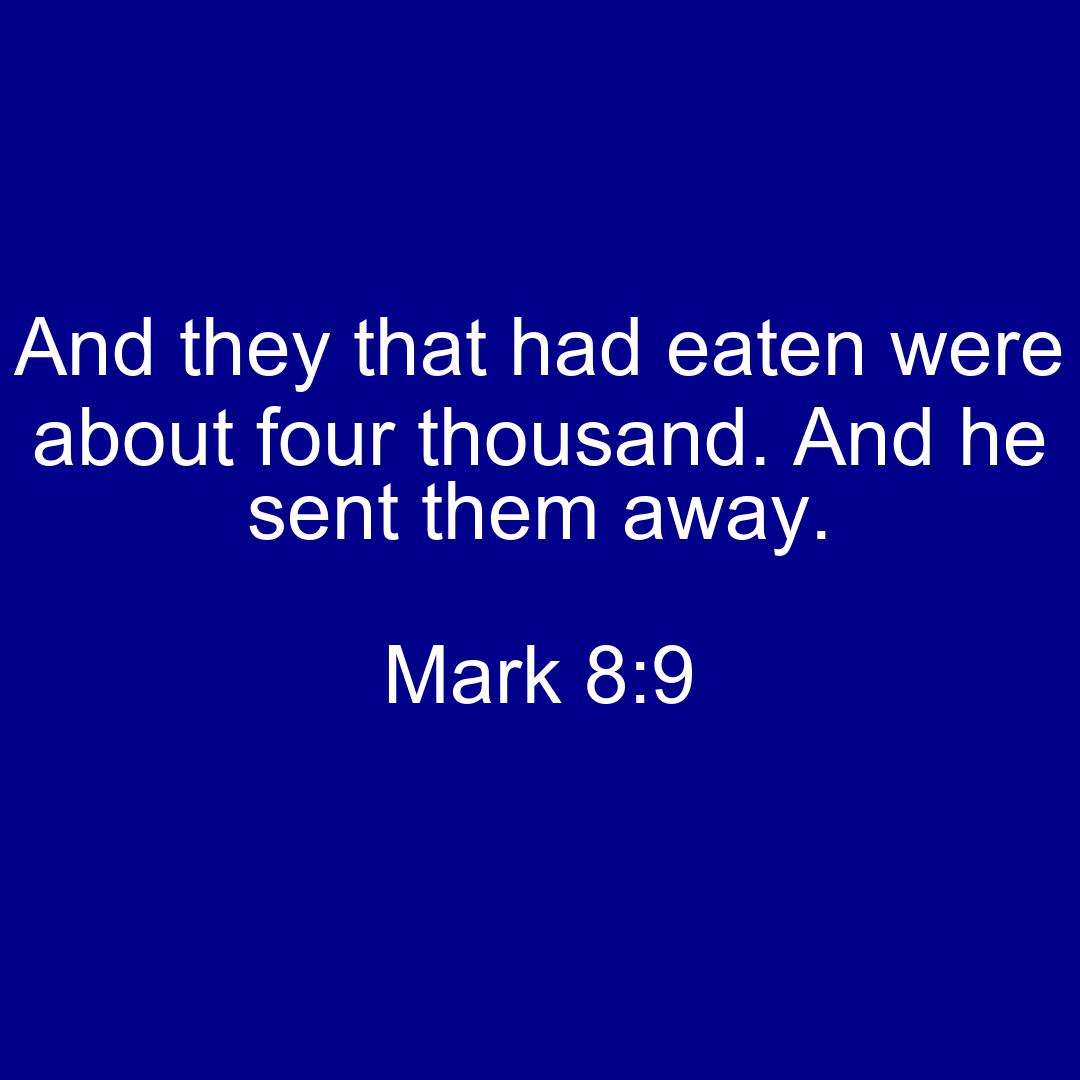 And they that had eaten were
about four thousand. And he
sent them away.
Mark 8:9